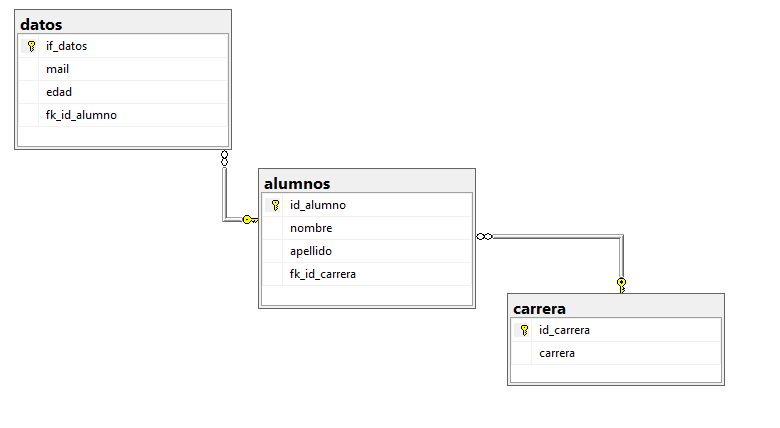 datos
if_datos
mail
edad
fk_id_alumno
alumnos
id_alumno
nombre
apellido
fk_id_carrera
carrera
id_carrera
carrera